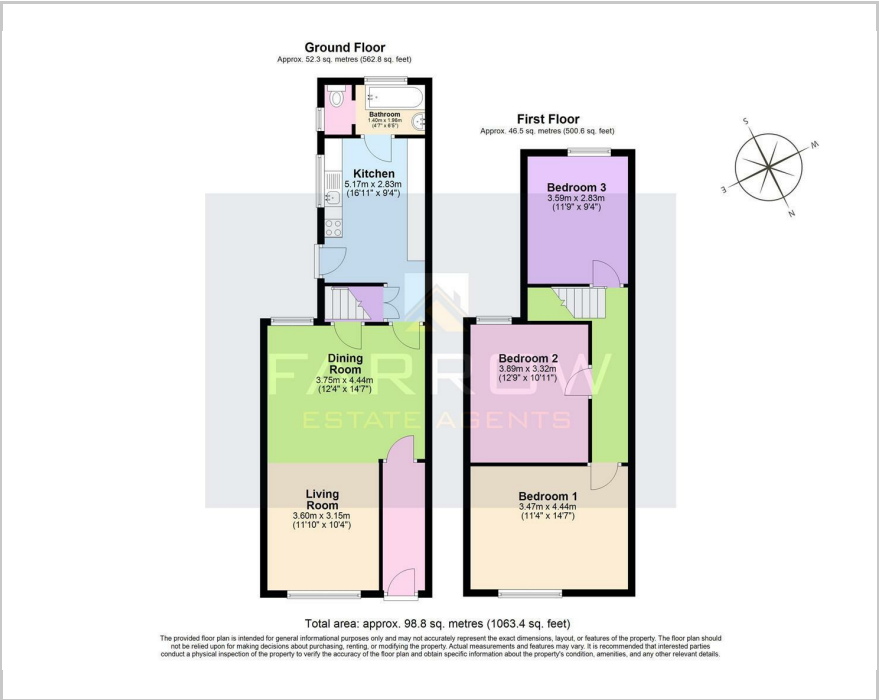 Ground Floor
Approx. 52.3 sq. metres (562.8 sq. feet)
Bathroom
1.40m x 1.98m
(4'7" x 6'6")
Kitchen
5.17m x 2.83m
(16'11" x 9'4")
Dining
Room
3.75m x 4.44m
(12'4" x 14'7")
Living
Room
3.60m x 3.15m
(11'10" x 10'4")
First Floor
Approx. 46.5 sq. metres (500.6 sq. feet)
Bedroom 3
3.59m x 2.83m
(11'9" x 9'4")
Bedroom 2
3.89m x 3.32m
(12'9" x 10'11")
Bedroom 1
3.47m x 4.44m
(11'4" x 14'7")
S
W
E
N
FARROW
ESTATE AGENTS
Total area: approx. 98.8 sq. metres (1063.4 sq. feet)
The provided floor plan is intended for general informational purposes only and may not accurately represent the exact dimensions, layout, or features of the property. The floor plan should
not be relied upon for making decisions about purchasing, renting, or modifying the property. Actual measurements and features may vary. It is recommended that interested parties
conduct a physical inspection of the property to verify the accuracy of the floor plan and obtain specific information about the property's condition, amenities, and any other relevant details.